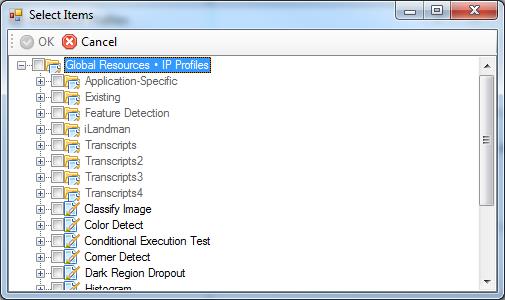 Select Items
OK Cancel
Global Resources • IP Profiles
Application-Specific
Existing
Feature Detection
iLandman
Transcripts
Transcripts2
Transcripts3
Transcripts4
Classify Image
Color Detect
Conditional Execution Test
Corner Detect
Dark Region Dropout
Histogram